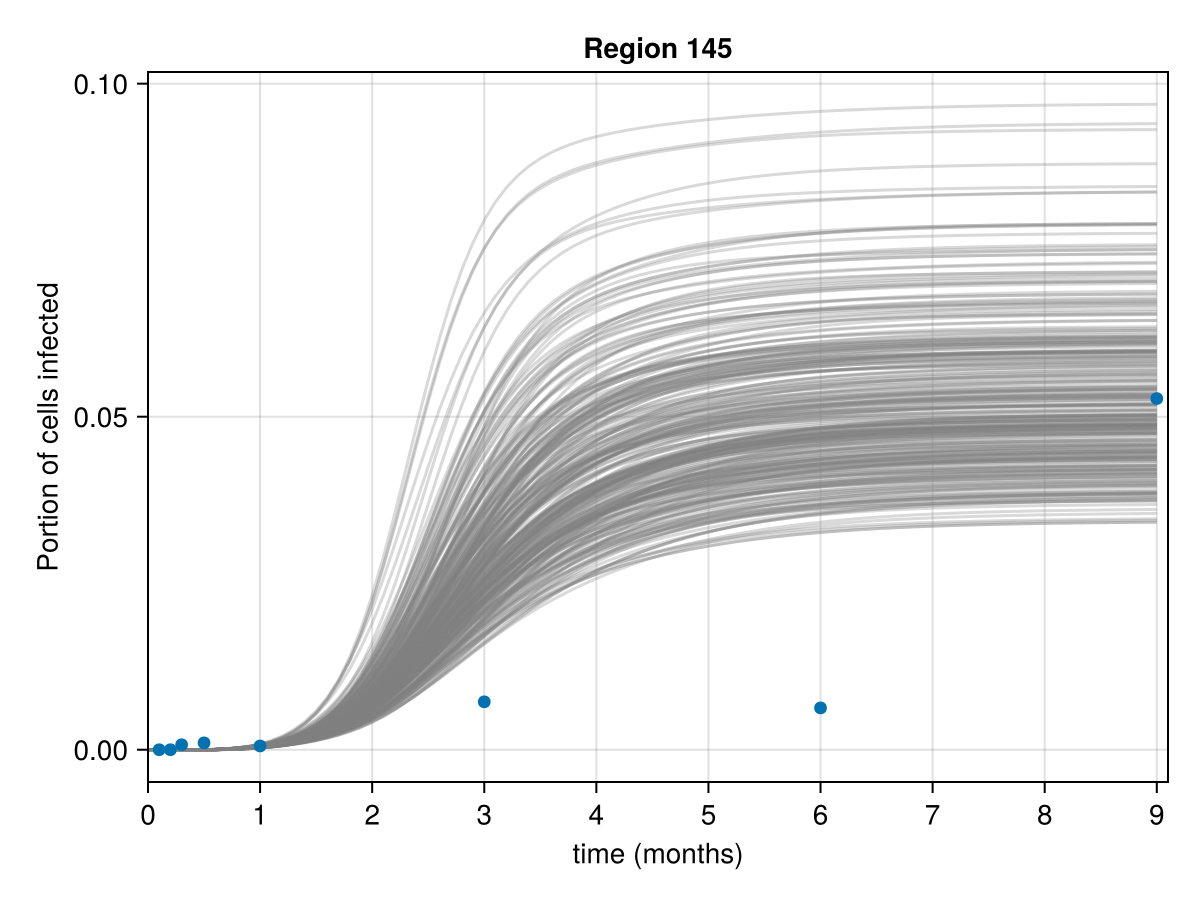 Region 145
0.10
0.05
0.00
Portion of cells infected
0 1 2 3 4 5 6 7 8 9
time (months)